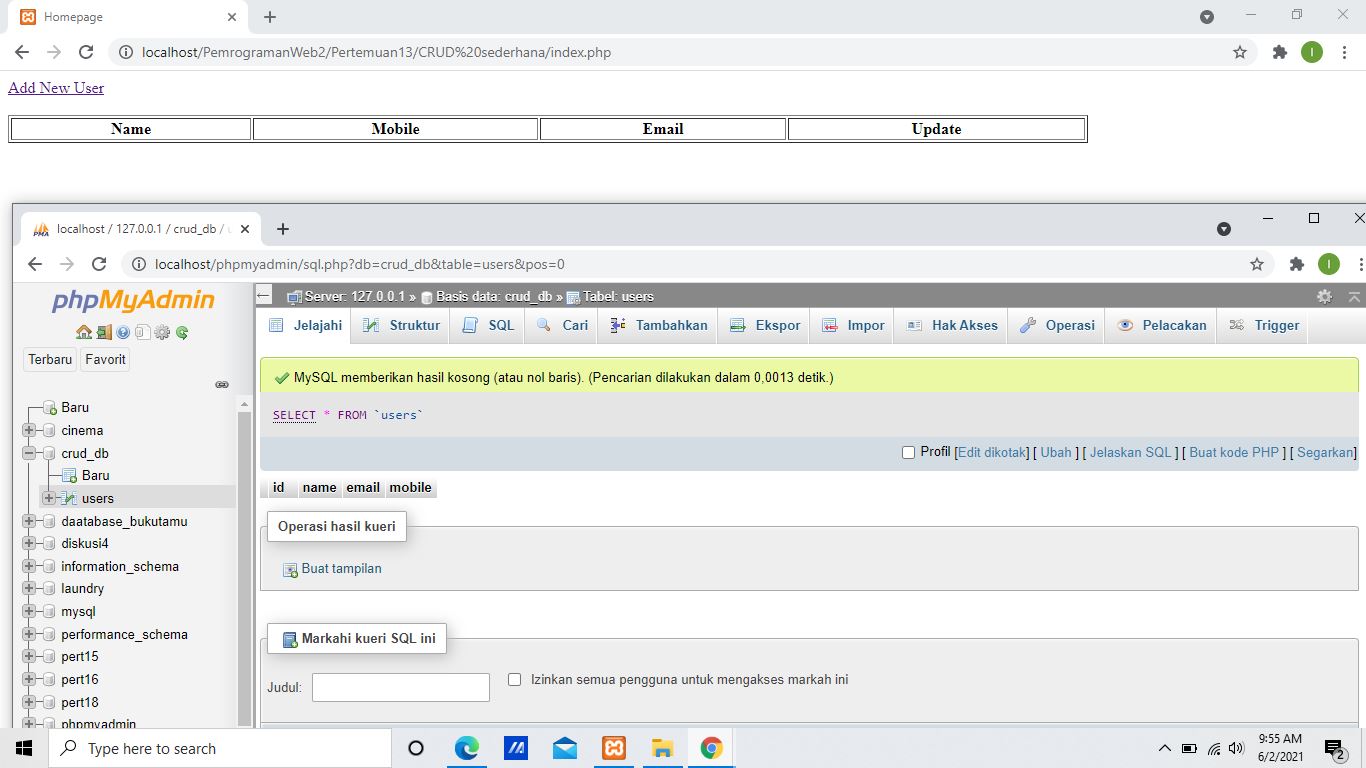 Homepage
localhost/PemrogramanWeb2/Pertemuan13/CRUD%20sederhana/index.php
I
Add New User
Name Mobile Email Update
localhost / 127.0.0.1 / crud_db /
localhost/phpmyadmin/sql.php?db=crud_db&table=users&pos=0
I
phpMyAdmin
Terbaru Favorit
Baru
cinema
crud_db
Baru
users
daatabase_bukutamu
diskusi4
information_schema
laundry
mysql
performance_schema
pert15
pert16
pert18
phpmyadmin
Server: 127.0.0.1 » Basis data: crud_db » Tabel: users
Jelajahi Struktur SQL Cari Tambahkan Ekspor Impor Hak Akses Operasi Pelacakan Trigger
MySQL memberikan hasil kosong (atau nol baris). (Pencarian dilakukan dalam 0,0013 detik.)
SELECT * FROM `users`
Profil [Edit dikotak] [ Ubah ] [ Jelaskan SQL ] [ Buat kode PHP ] [ Segarkan]
id name email mobile
Operasi hasil kueri
Buat tampilan
Markahi kueri SQL ini
Judul: Izinkan semua pengguna untuk mengakses markah ini
Type here to search
9:55 AM
6/2/2021
2